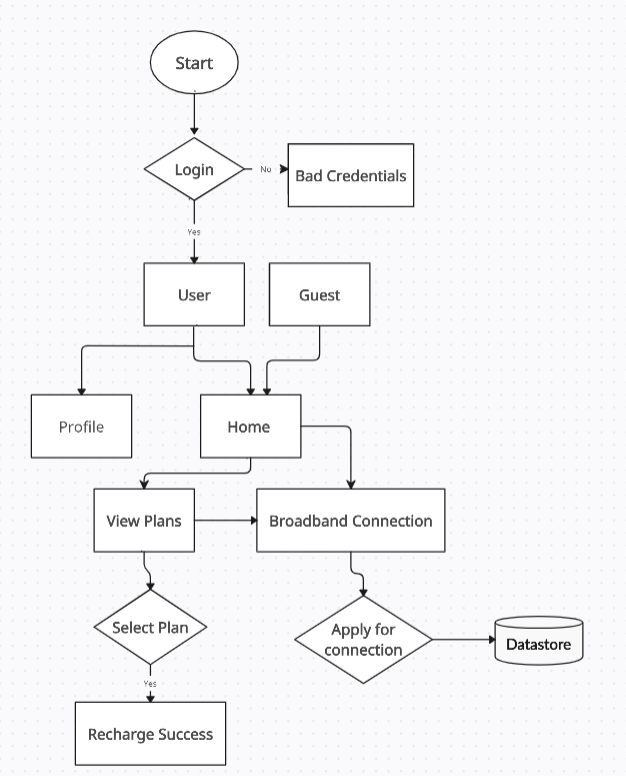 Start
Login
No
Bad Credentials
Yes
User
Guest
Profile
Home
View Plans
Broadband Connection
Select Plan
Apply for
connection
Datastore
Yes
Recharge Success